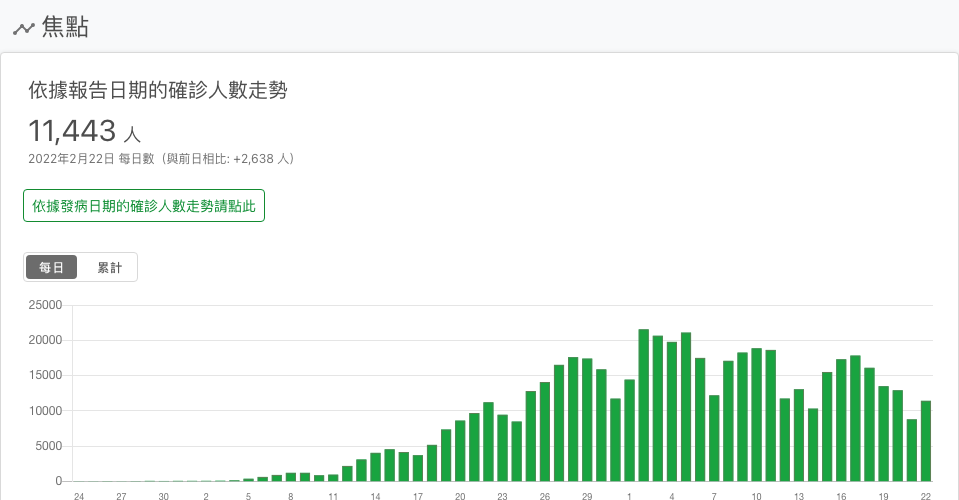 焦點
依據報告日期的確診人數走勢
11,443 人
2022年2月22日 每日數（與前日相比: +2,638 人）
依據發病日期的確診人數走勢請點此
每日 累計
25000
20000
15000
10000
5000
0
24 27 30 2 5 8 11 14 17 20 23 26 29 1 4 7 10 13 16 19 22